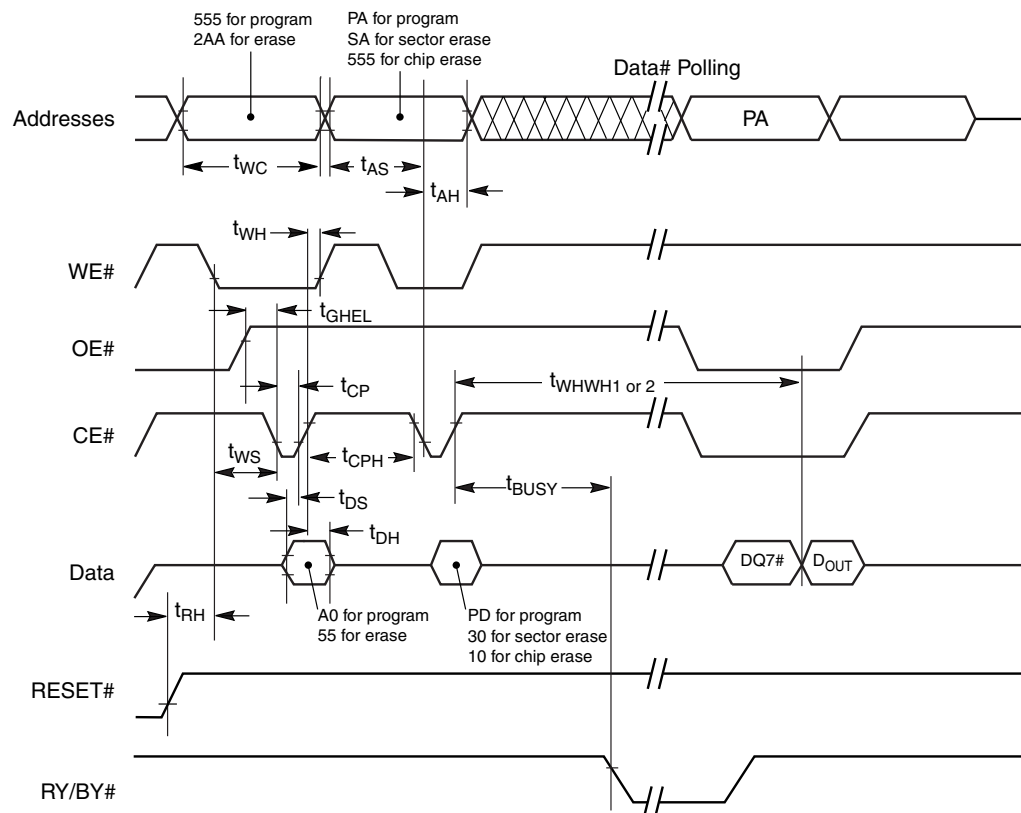 555 for program
2AA for erase
PA for program
SA for sector erase
555 for chip erase
Data# Polling
Addresses
PA
tWC
tAS
tAH
tWH
WE#
tGHEL
OE#
tWHWH1 or 2
tCP
CE#
tWS
tCPH
tBUSY
tDS
tDH
Data
DQ7#
DOUT
tRH
A0 for program
55 for erase
PD for program
30 for sector erase
10 for chip erase
RESET#
RY/BY#